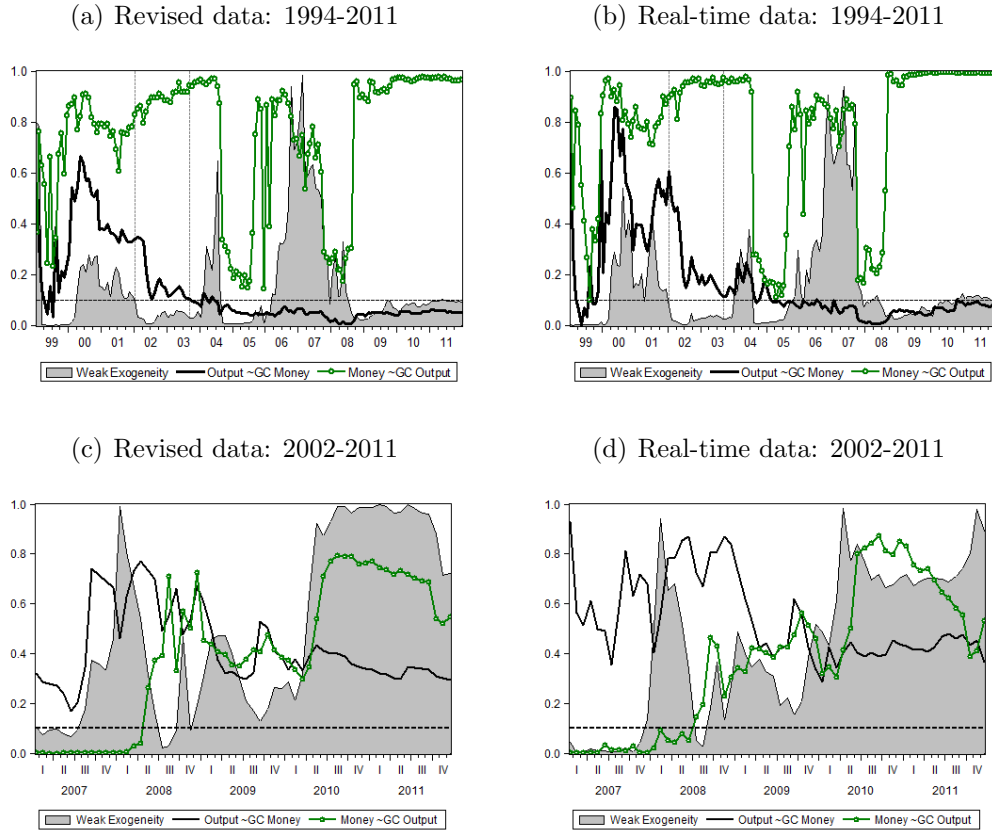 (a) Revised data: 1994-2011
(b) Real-time data: 1994-2011
1.0
0.8
0.6
0.4
0.2
0.0
99 00 01 02 03 04 05 06 07 08 09 10 11
Weak Exogeneity Output ~GC Money Money ~GC Output
1.0
0.8
0.6
0.4
0.2
0.0
99 00 01 02 03 04 05 06 07 08 09 10 11
Weak Exogeneity Output ~GC Money Money ~GC Output
(c) Revised data: 2002-2011
(d) Real-time data: 2002-2011
1.0
0.8
0.6
0.4
0.2
0.0
I II III IV I II III IV I II III IV I II III IV I II III IV
2007 2008 2009 2010 2011
Weak Exogeneity Output ~GC Money Money ~GC Output
1.0
0.8
0.6
0.4
0.2
0.0
I II III IV I II III IV I II III IV I II III IV I II III IV
2007 2008 2009 2010 2011
Weak Exogeneity Output ~GC Money Money ~GC Output